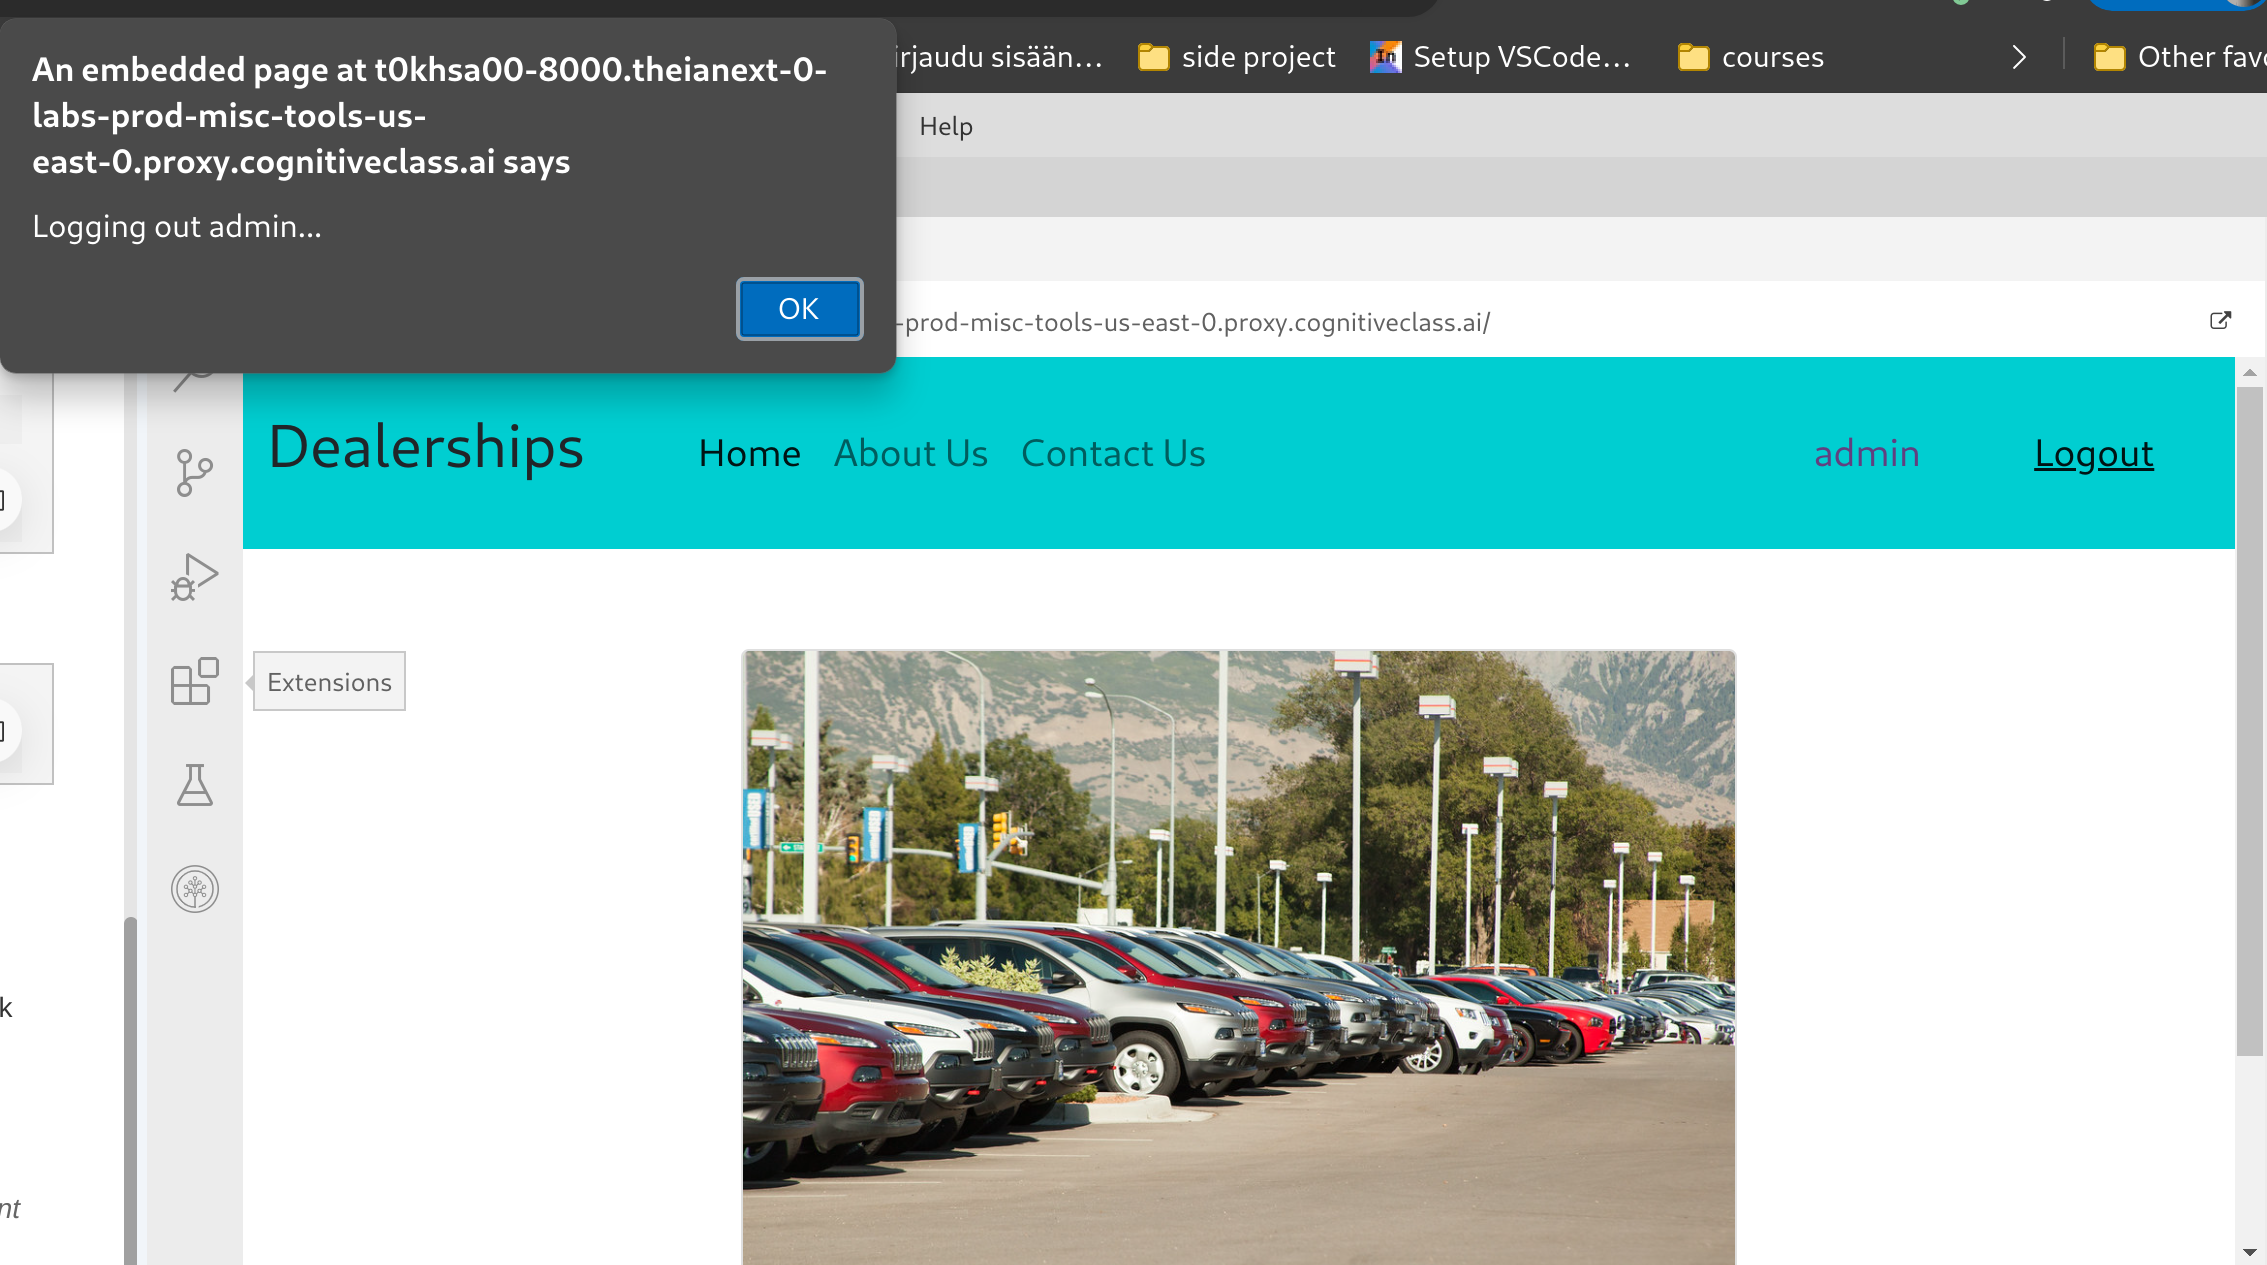 An embedded page at t0khsa00-8000.theianext-0-
labs-prod-misc-tools-us-
east-0.proxy.cognitiveclass.ai says
Logging out admin...
OK
irjaudu sisään...
side project
Setup VSCode...
courses
Other favo
Help
-prod-misc-tools-us-east-0.proxy.cognitiveclass.ai/
Dealerships
Home
About Us
Contact Us
admin
Logout
Extensions
k
nt